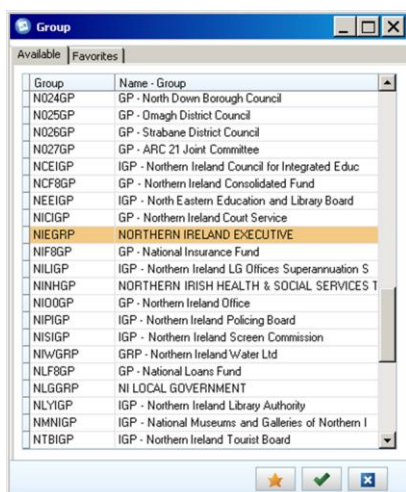 Group
Available Favorites
Group Name - Group
N024GP GP - North Down Borough Council
N025GP GP - Omagh District Council
N026GP GP - Strabane District Council
N027GP GP - ARC 21 Joint Committee
NCEIGP IGP - Northern Ireland Council for Integrated Educ
NCF8GP GP - Northern Ireland Consolidated Fund
NEEIGP IGP - North Eastern Education and Library Board
NICIGP GP - Northern Ireland Court Service
NIEGRP NORTHERN IRELAND EXECUTIVE
NIF8GP GP - National Insurance Fund
NILIGP IGP - Northern Ireland LG Offices Superannuation S
NINHGP NORTHERN IRISH HEALTH & SOCIAL SERVICES T
NIO0GP GP - Northern Ireland Office
NIPIGP IGP - Northern Ireland Policing Board
NISIGP IGP - Northern Ireland Screen Commission
NIWGRP GRP - Northern Ireland Water Ltd
NLF8GP GP - National Loans Fund
NLGGRP NI LOCAL GOVERNMENT
NLYIGP IGP - Northern Ireland Library Authority
NMNIGP IGP - National Museums and Galleries of Northern I
NTBIGP IGP - Northern Ireland Tourist Board